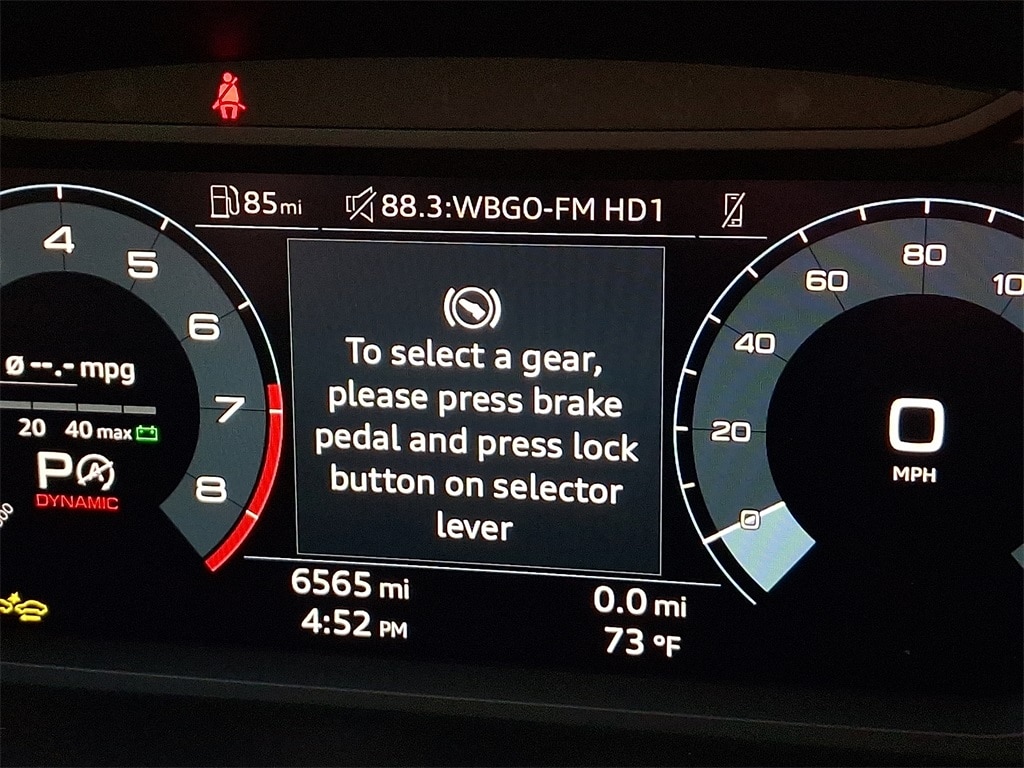 85 mi
88.3:WBGO-FM HD1
4
5
6
7
8
Ø --.- mpg
20 40 max
P A
DYNAMIC
To select a gear,
please press brake
pedal and press lock
button on selector
lever
0
20
40
60
80
0
MPH
6565 mi
0.0 mi
4:52 PM
73 °F